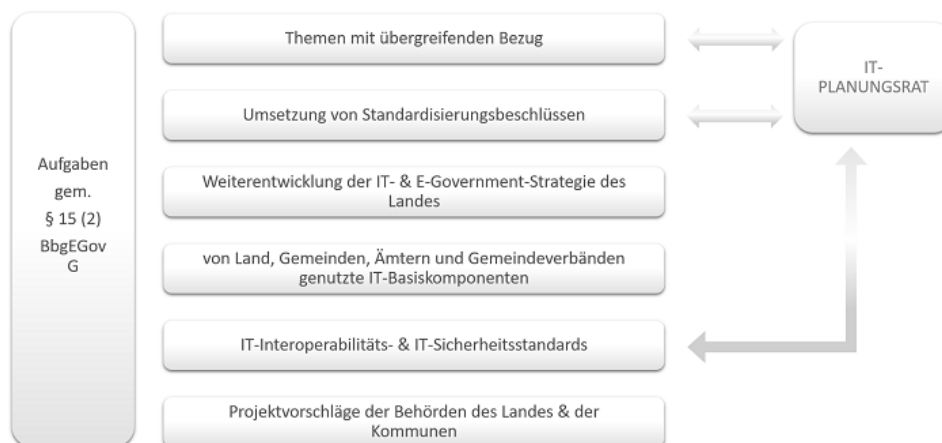 Aufgaben
gem.
§ 15 (2)
BbgEGov
G
Themen mit übergreifenden Bezug
Umsetzung von Standardisierungsbeschlüssen
Weiterentwicklung der IT- & E-Government-Strategie des
Landes
von Land, Gemeinden, Ämtern und Gemeindeverbänden
genutzte IT-Basiskomponenten
IT-Interoperabilitäts- & IT-Sicherheitsstandards
Projektvorschläge der Behörden des Landes & der
Kommunen
IT-
PLANUNGSRAT